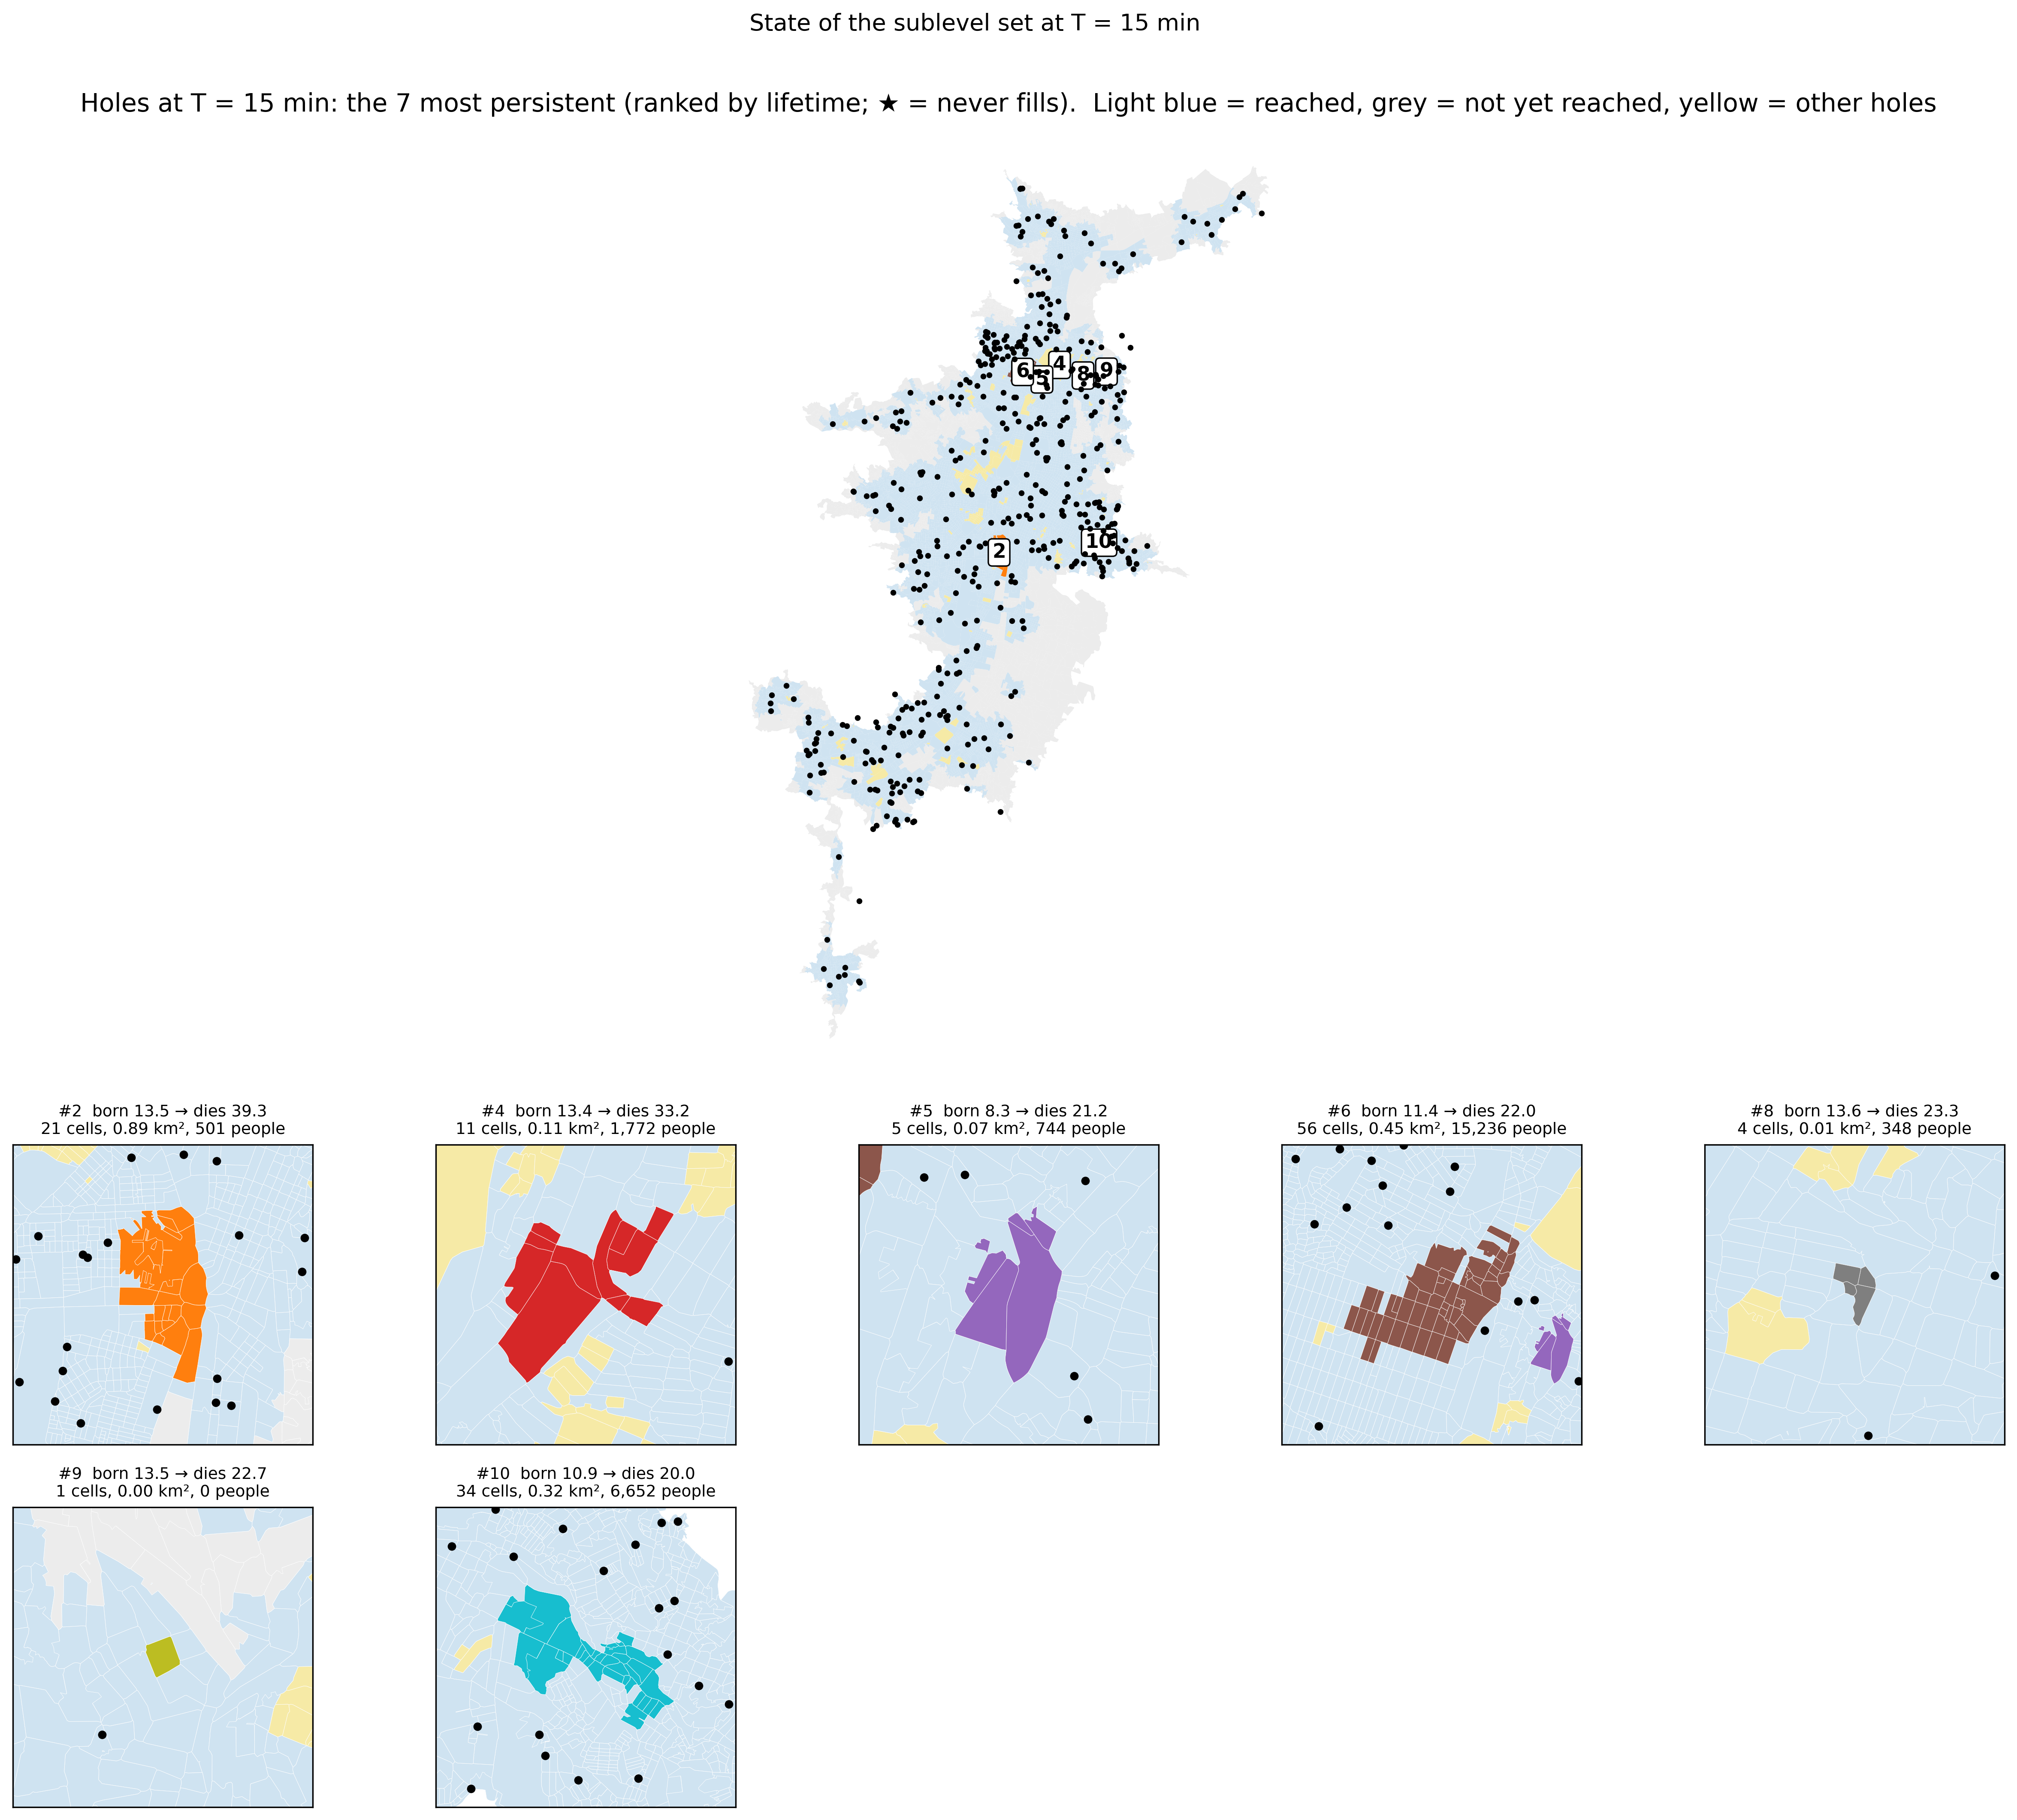 State of the sublevel set at T = 15 min
Holes at T = 15 min: the 7 most persistent (ranked by lifetime; ★ = never fills).  Light blue = reached, grey = not yet reached, yellow = other holes
6
5
4
8
9
10
2
#2  born 13.5 → dies 39.3
21 cells, 0.89 km², 501 people
#4  born 13.4 → dies 33.2
11 cells, 0.11 km², 1,772 people
#5  born 8.3 → dies 21.2
5 cells, 0.07 km², 744 people
#6  born 11.4 → dies 22.0
56 cells, 0.45 km², 15,236 people
#8  born 13.6 → dies 23.3
4 cells, 0.01 km², 348 people
#9  born 13.5 → dies 22.7
1 cells, 0.00 km², 0 people
#10  born 10.9 → dies 20.0
34 cells, 0.32 km², 6,652 people